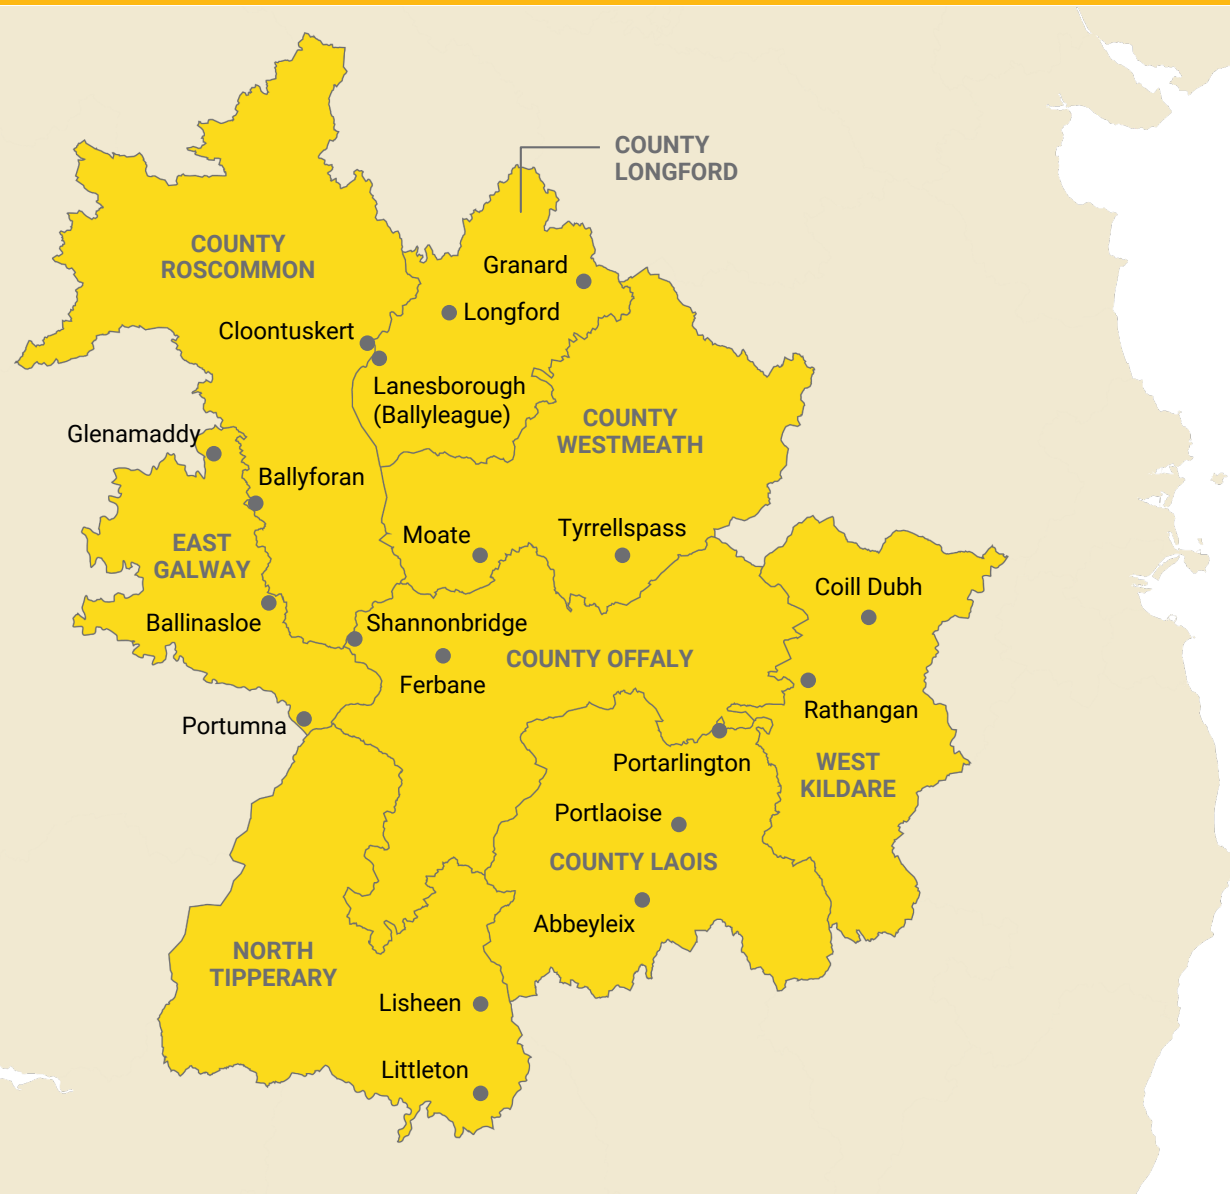 COUNTY
LONGFORD
COUNTY
ROSCOMMON
Granard
Longford
Cloontuskert
Lanesborough
(Ballyleague)
COUNTY
WESTMEATH
Glenamaddy
Ballyforan
EAST
GALWAY
Moate
Tyrrellspass
Coill Dubh
Ballinasloe
Shannonbridge
COUNTY OFFALY
Ferbane
Rathangan
Portumna
Portarlington
WEST
KILDARE
Portlaoise
COUNTY LAOIS
Abbeyleix
NORTH
TIPPERARY
Lisheen
Littleton